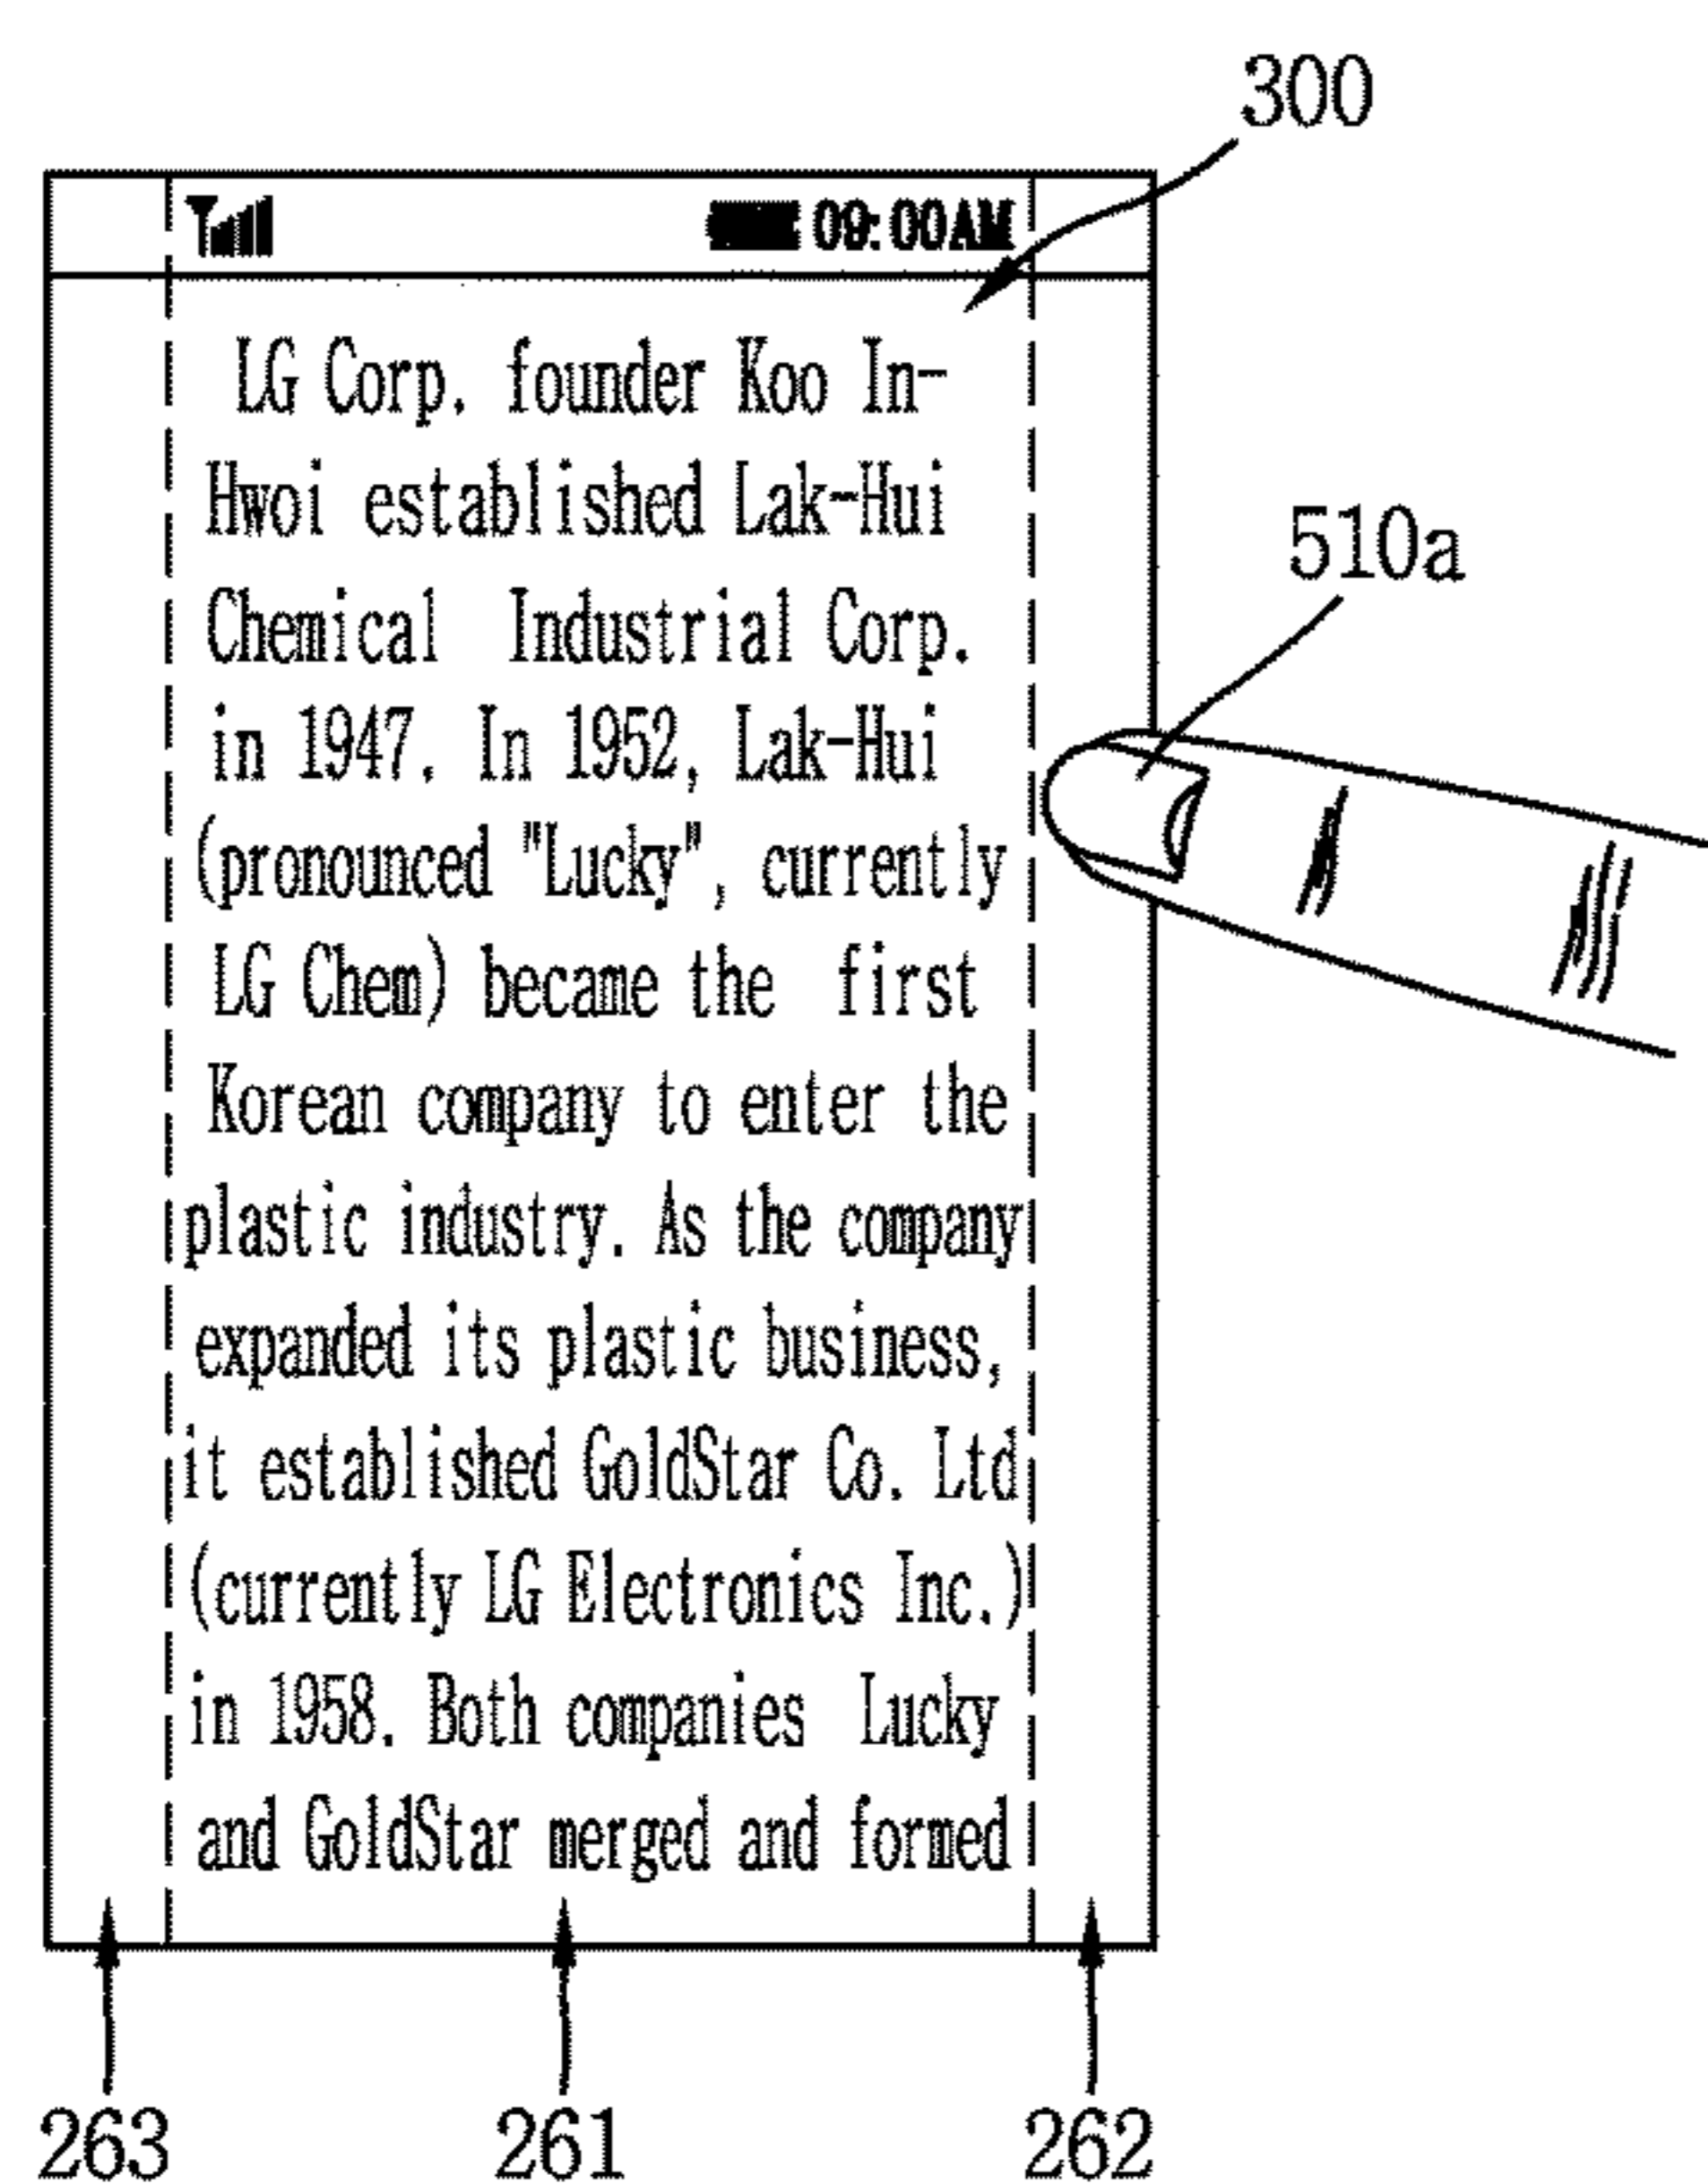 300
09:00AM
LG Corp. founder Koo In-
Hwoi established Lak-Hui
Chemical Industrial Corp.
in 1947. In 1952, Lak-Hui
(pronounced "Lucky", currently
LG Chem) became the first
Korean company to enter the
plastic industry. As the company
expanded its plastic business,
it established GoldStar Co. Ltd
(currently LG Electronics Inc.)
in 1958. Both companies Lucky
and GoldStar merged and formed
510a
263 261 262